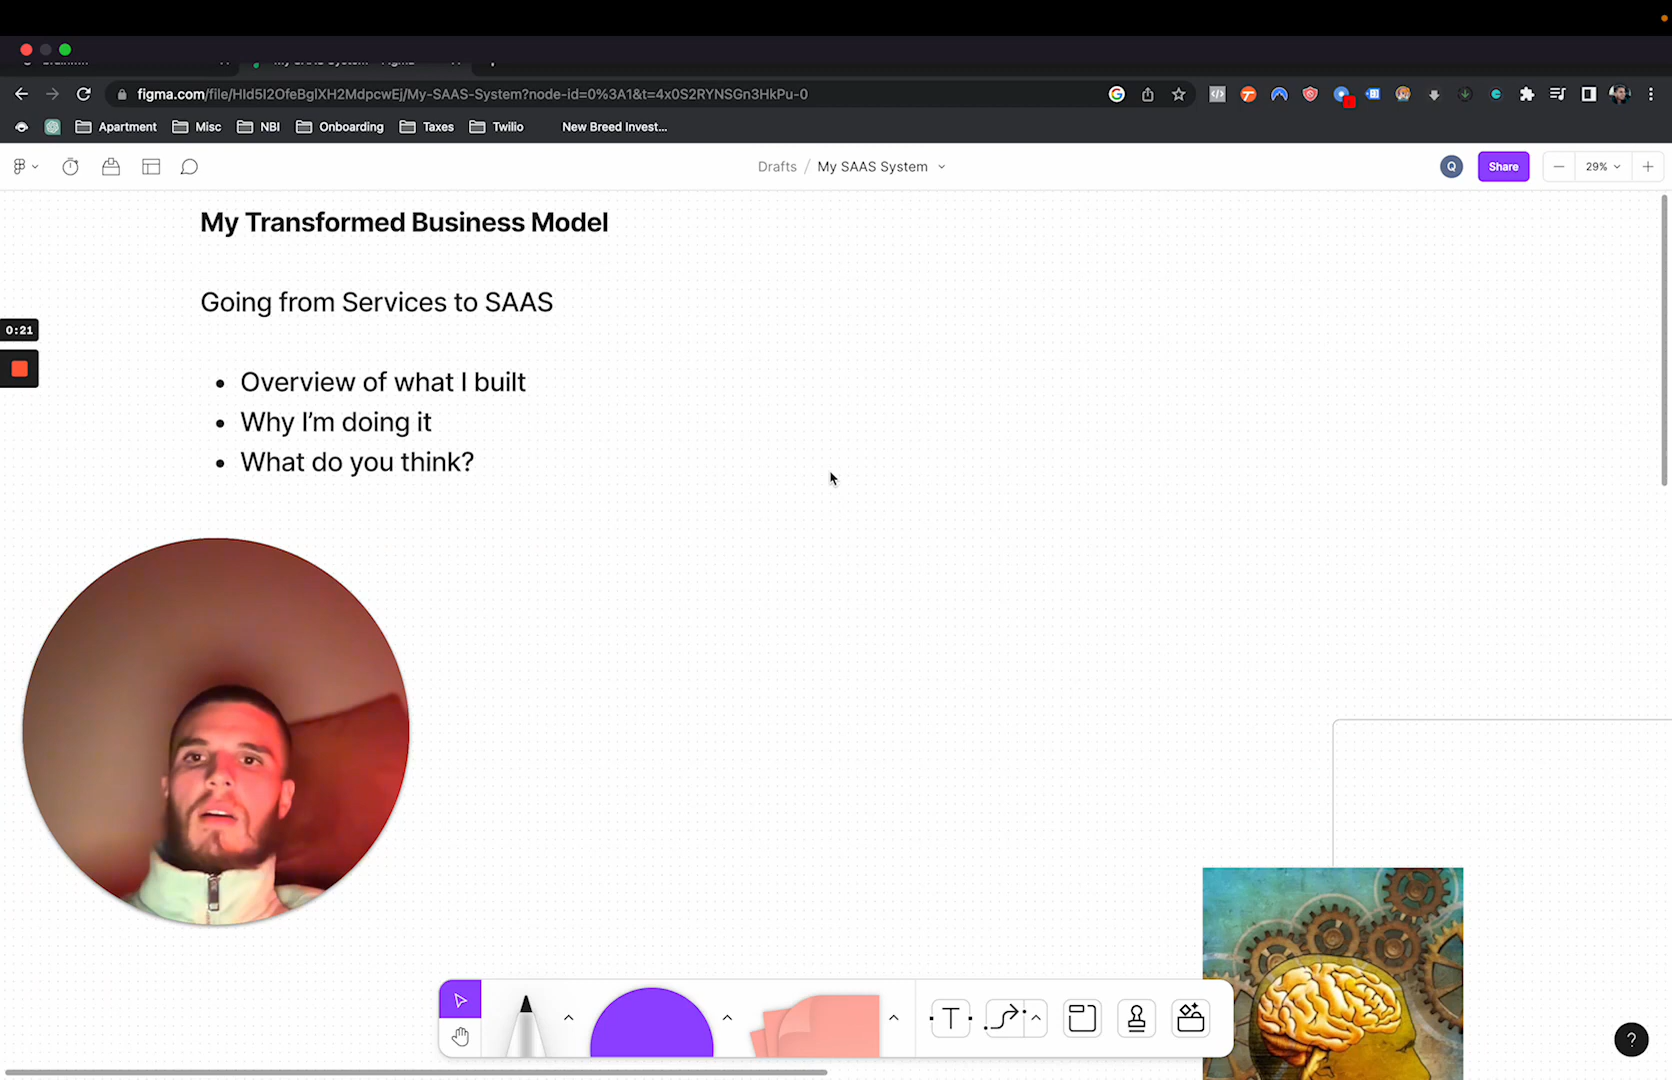 figma.com/file/HId5I2OfeBglXH2MdpcwEj/My-SAAS-System?node-id=0%3A1&t=4x0S2RYNSGn3HkPu-0
Apartment
Misc
NBI
Onboarding
Taxes
Twilio
New Breed Invest...
Drafts / My SAAS System
Q
Share
29%
My Transformed Business Model
Going from Services to SAAS
0:21
• Overview of what I built
• Why I'm doing it
• What do you think?
T
?